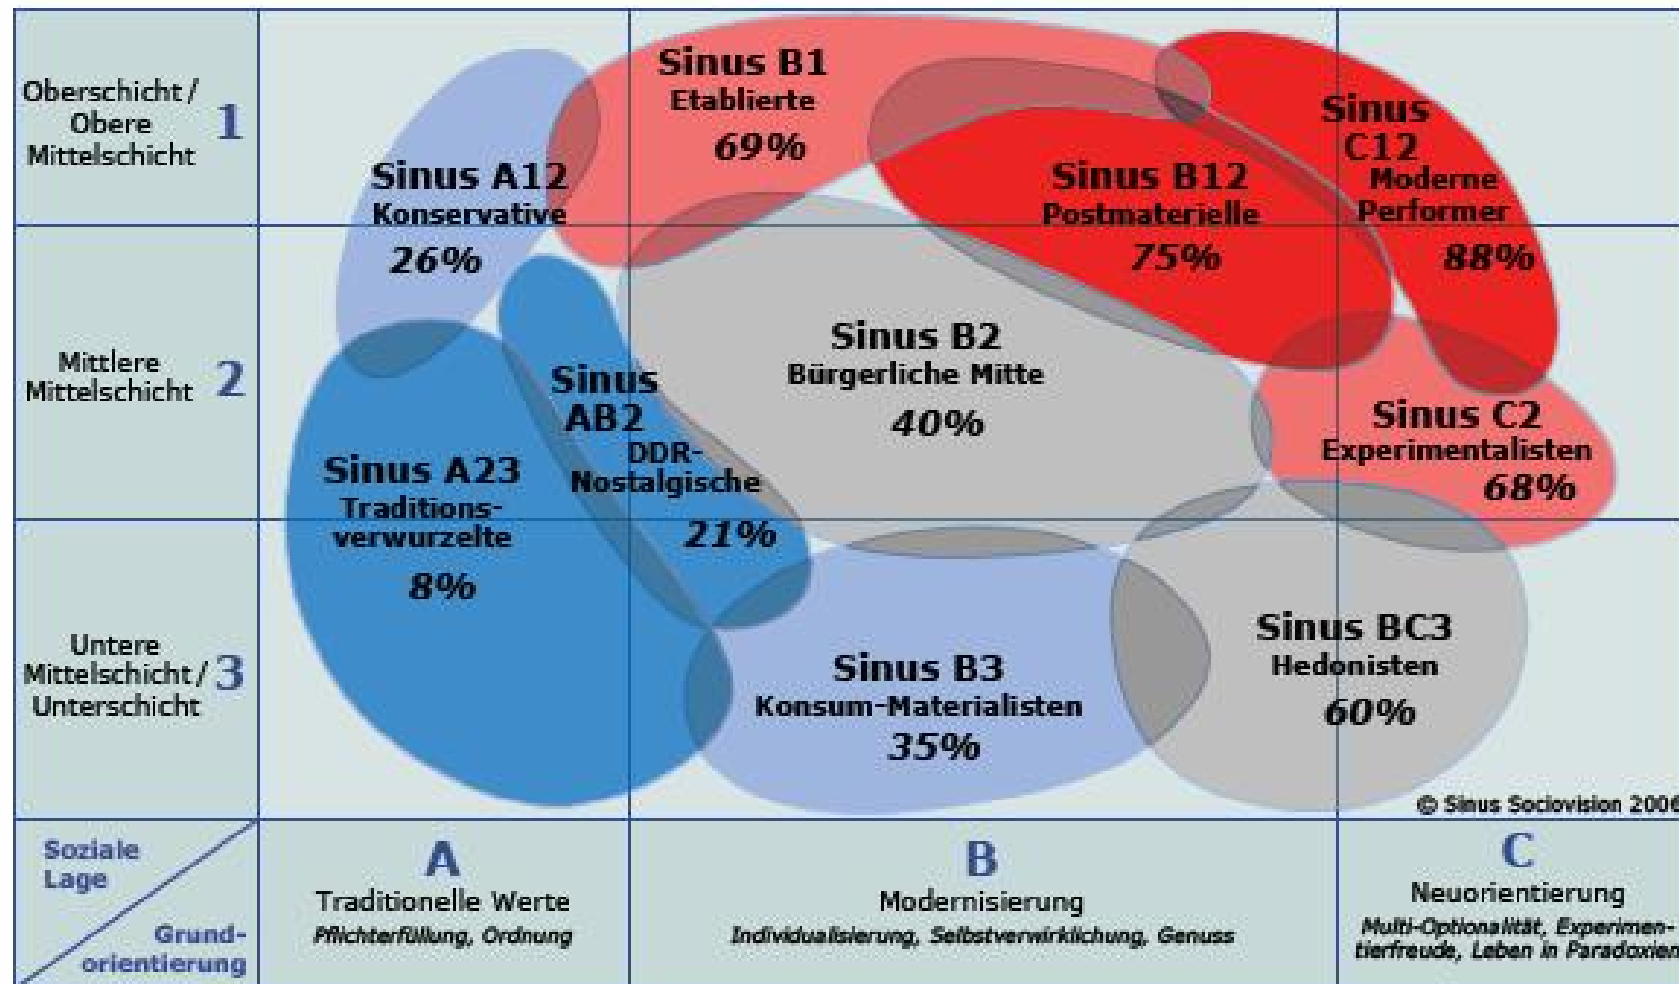 Oberschicht /
Obere
Mittelschicht
1
Mittlere
Mittelschicht
2
Untere
Mittelschicht /
Unterschicht
3
Sinus B1
Etablierte
69%
Sinus A12
Konservative
26%
Sinus B12
Postmaterielle
75%
Sinus
C12
Moderne
Performer
88%
Sinus B2
Bürgerliche Mitte
40%
Sinus
AB2
DDR-
Nostalgische
21%
Sinus A23
Traditions-
verwurzelte
8%
Sinus C2
Experimentalisten
68%
Sinus B3
Konsum-Materialisten
35%
Sinus BC3
Hedonisten
60%
© Sinus Sociovision 2006
Soziale
Lage
Grund-
orientierung
A
Traditionelle Werte
Pflichterfüllung, Ordnung
B
Modernisierung
Individualisierung, Selbstverwirklichung, Genuss
C
Neuorientierung
Multi-Optionalität, Experimen-
tierfreude, Leben in Paradoxien